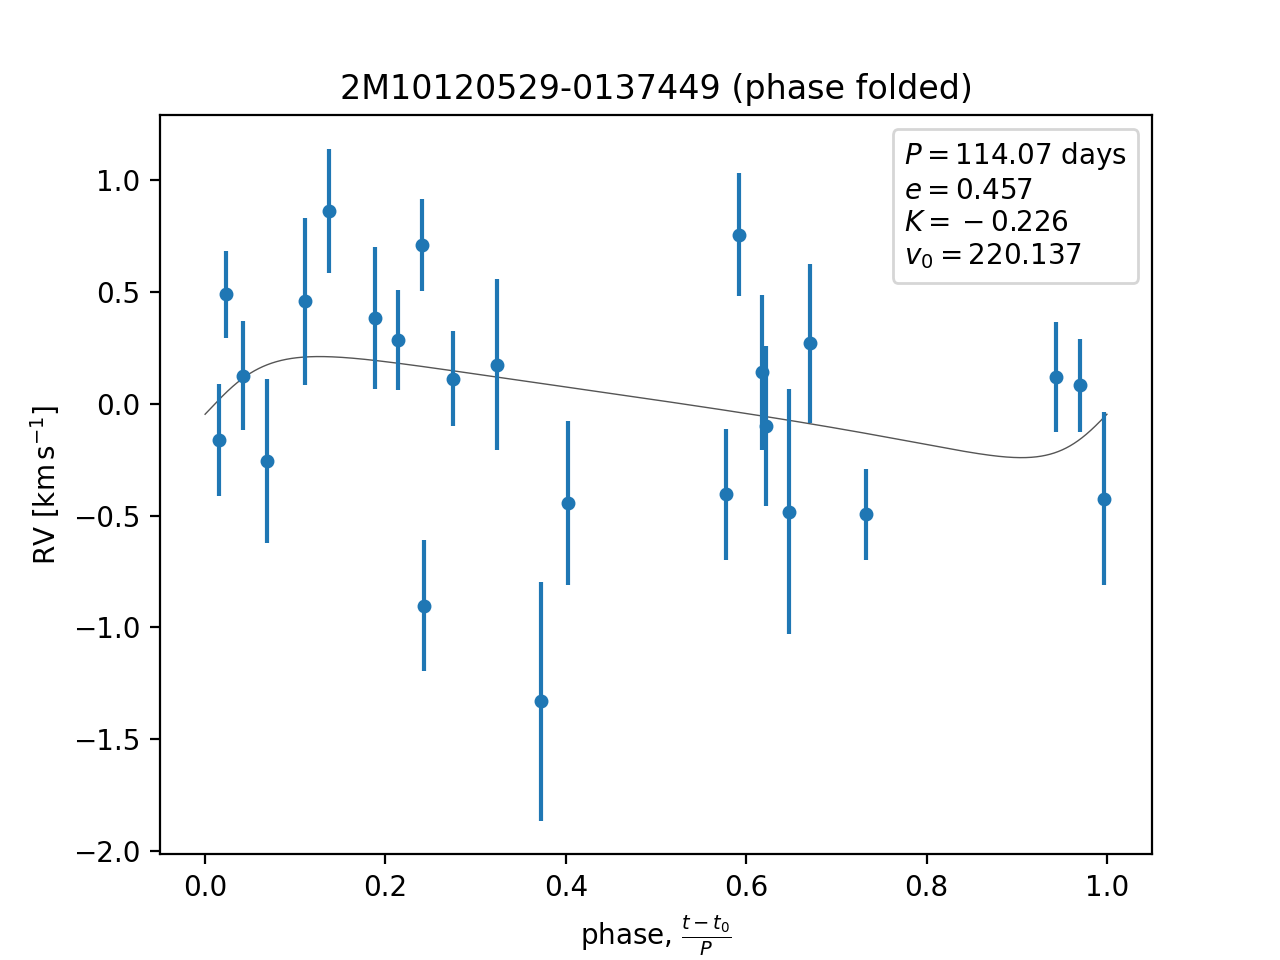 2M10120529-0137449 (phase folded)
P = 114.07 days
e = 0.457
K = −0.226
v₀ = 220.137
1.0
0.5
0.0
−0.5
−1.0
−1.5
−2.0
RV [km s⁻¹]
0.0 0.2 0.4 0.6 0.8 1.0
phase, (t − t₀)/P